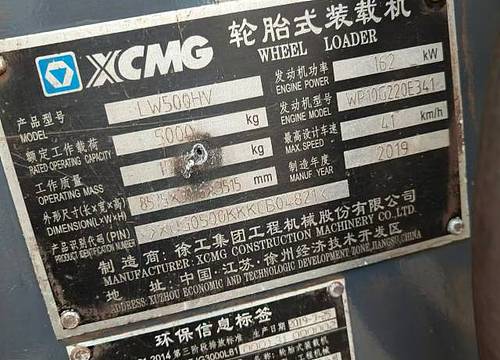 XCMG 轮胎式装载机
WHEEL LOADER
产品型号 LW500HV
MODEL
额定工作载荷 5000 kg
RATED OPERATING CAPACITY
工作质量 kg
OPERATING MASS
外形尺寸(长×宽×高) mm
DIMENSION(L×W×H)
产品识别代码(PIN)
PRODUCT IDENTIFICATION NUMBER
发动机功率 162 kW
ENGINE POWER
发动机型号 WP10G220E341
ENGINE MODEL
最高设计车速 41 km/h
MAX. SPEED
制造年度 2019
MANUF YEAR
制造商:徐工集团工程机械股份有限公司
MANUFACTURER: XCMG CONSTRUCTION MACHINERY CO.,LTD.
地 址:中国·江苏·徐州经济技术开发区
ADDRESS: XUZHOU ECONOMIC AND TECHNOLOGIC DEVELOPMENT ZONE,JIANGSU,CHINA
环保信息标签